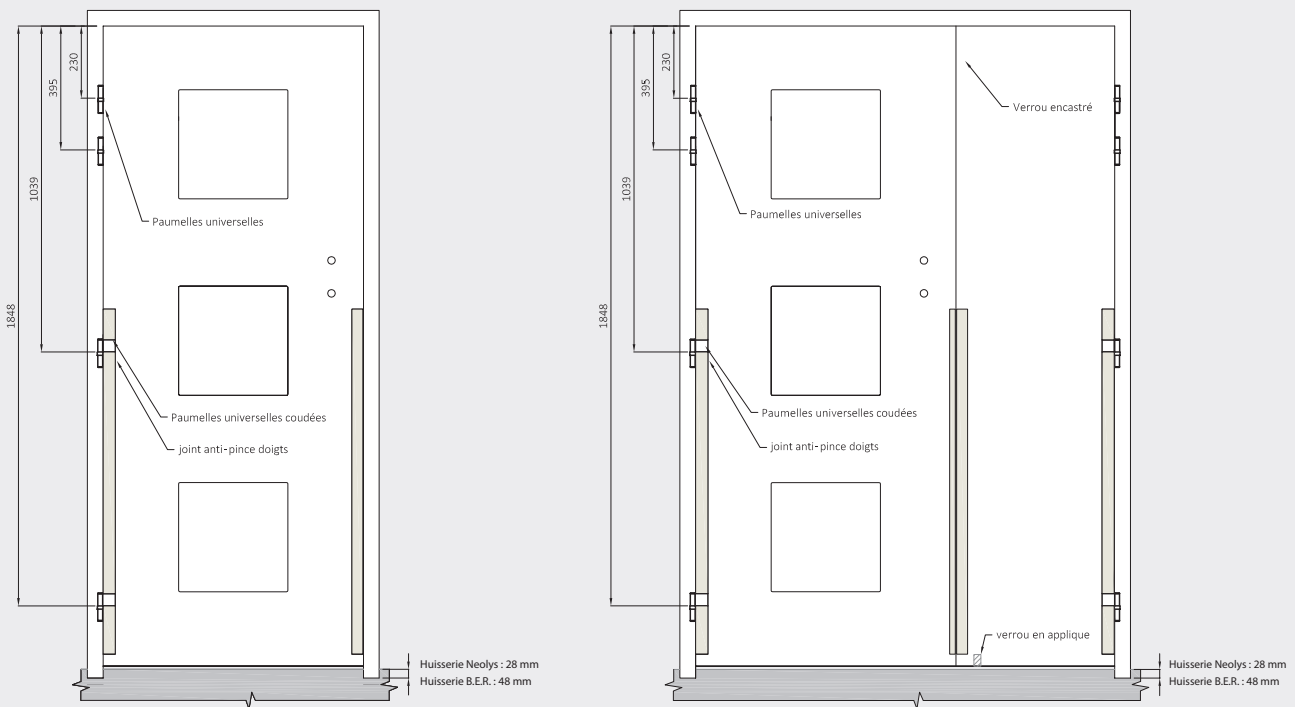 230
395
1039
1848
Paumelles universelles
Paumelles universelles coudées
joint anti-pince doigts
Huisserie Neolys : 28 mm
Huisserie B.E.R. : 48 mm
230
395
1039
1848
Verrou encastré
Paumelles universelles
Paumelles universelles coudées
joint anti-pince doigts
verrou en applique
Huisserie Neolys : 28 mm
Huisserie B.E.R. : 48 mm